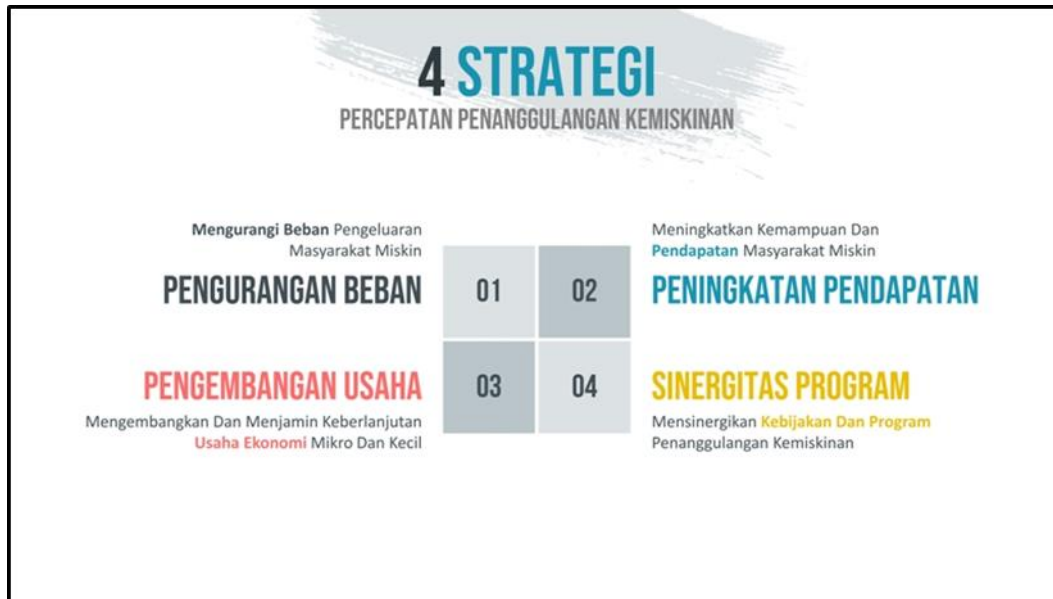 4 STRATEGI
PERCEPATAN PENANGGULANGAN KEMISKINAN
Mengurangi Beban Pengeluaran
Masyarakat Miskin
PENGURANGAN BEBAN
01
02
Meningkatkan Kemampuan Dan
Pendapatan Masyarakat Miskin
PENINGKATAN PENDAPATAN
PENGEMBANGAN USAHA
Mengembangkan Dan Menjamin Keberlanjutan
Usaha Ekonomi Mikro Dan Kecil
03
04
SINERGITAS PROGRAM
Mensinergikan Kebijakan Dan Program
Penanggulangan Kemiskinan